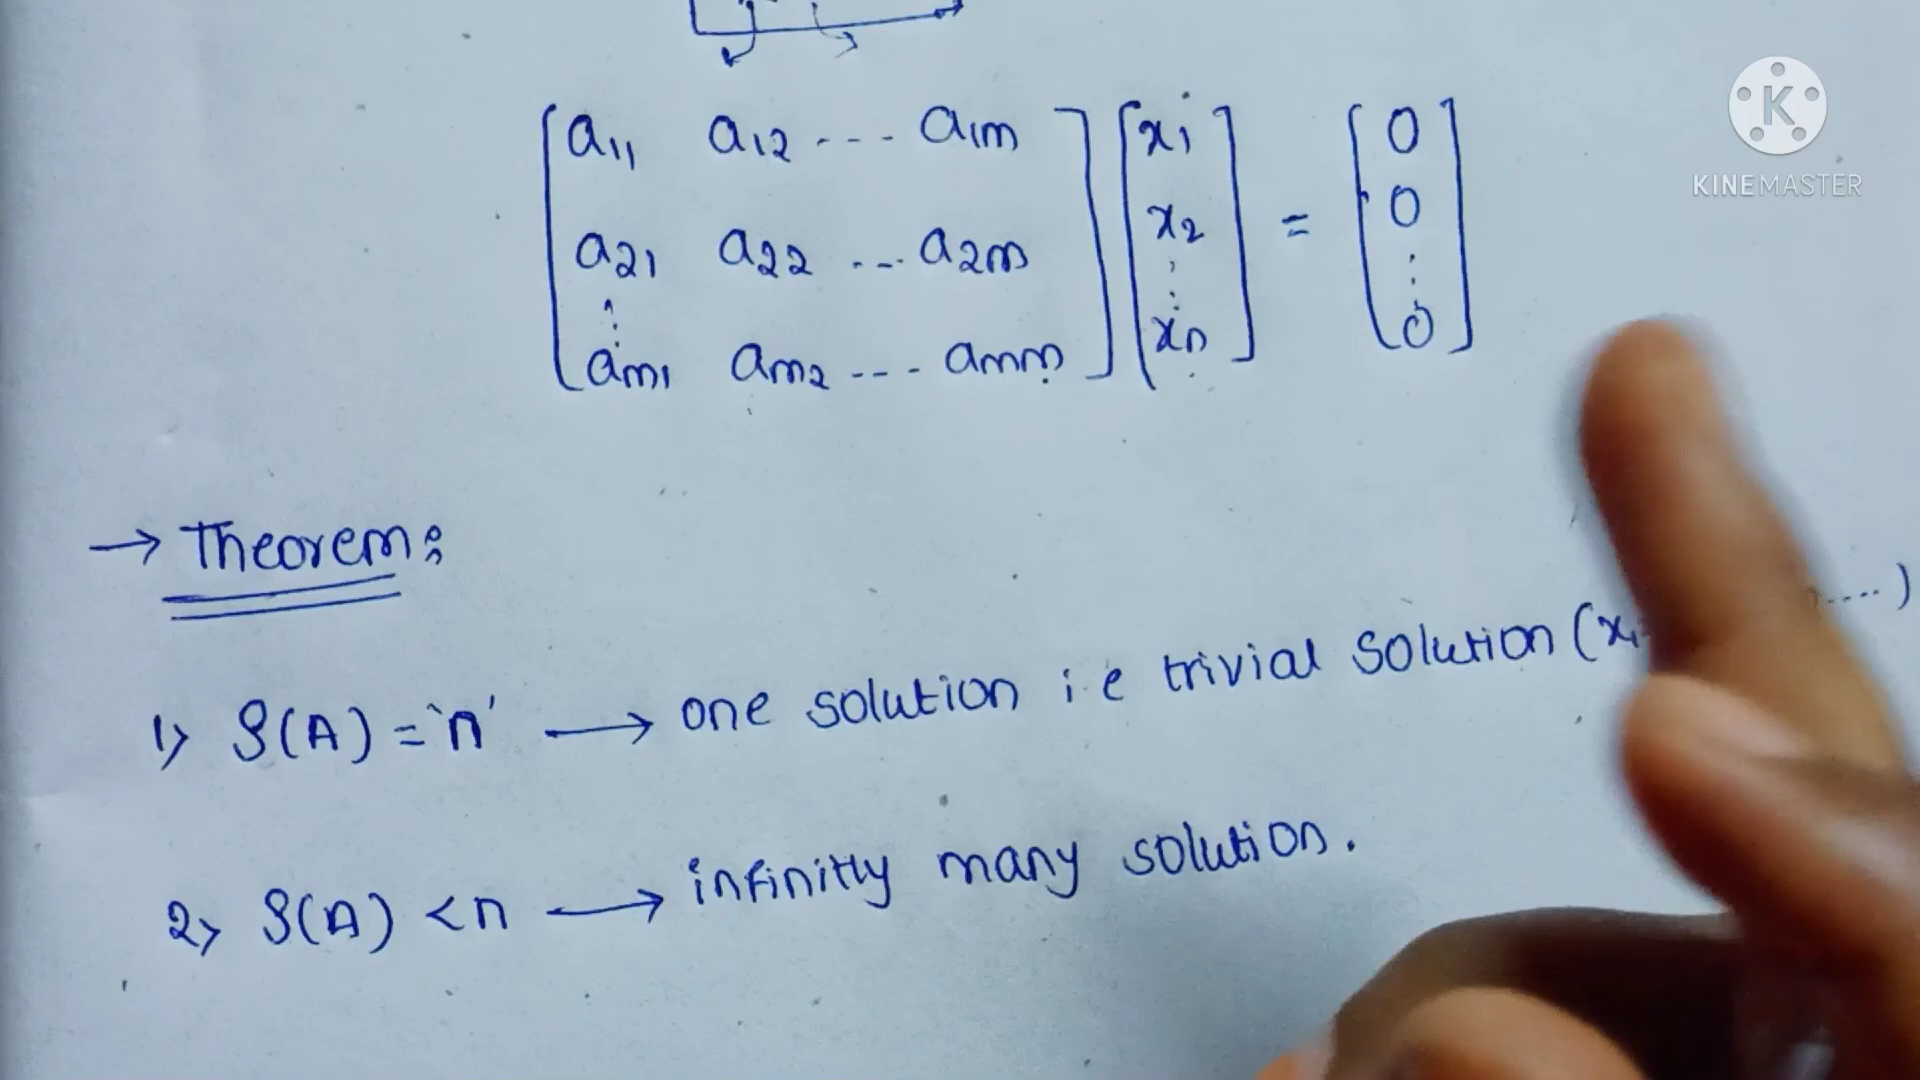 a11 a12 --- a1m x1 0
a21 a22 ... a2m x2 = 0
⋮ ⋮ ⋮
am1 am2 --- amm xn 0
KINEMASTER
→ Theorem:
1) ρ(A) = 'n' → one solution i.e trivial solution (x ....)
2) ρ(A) < n → infinitly many solution.